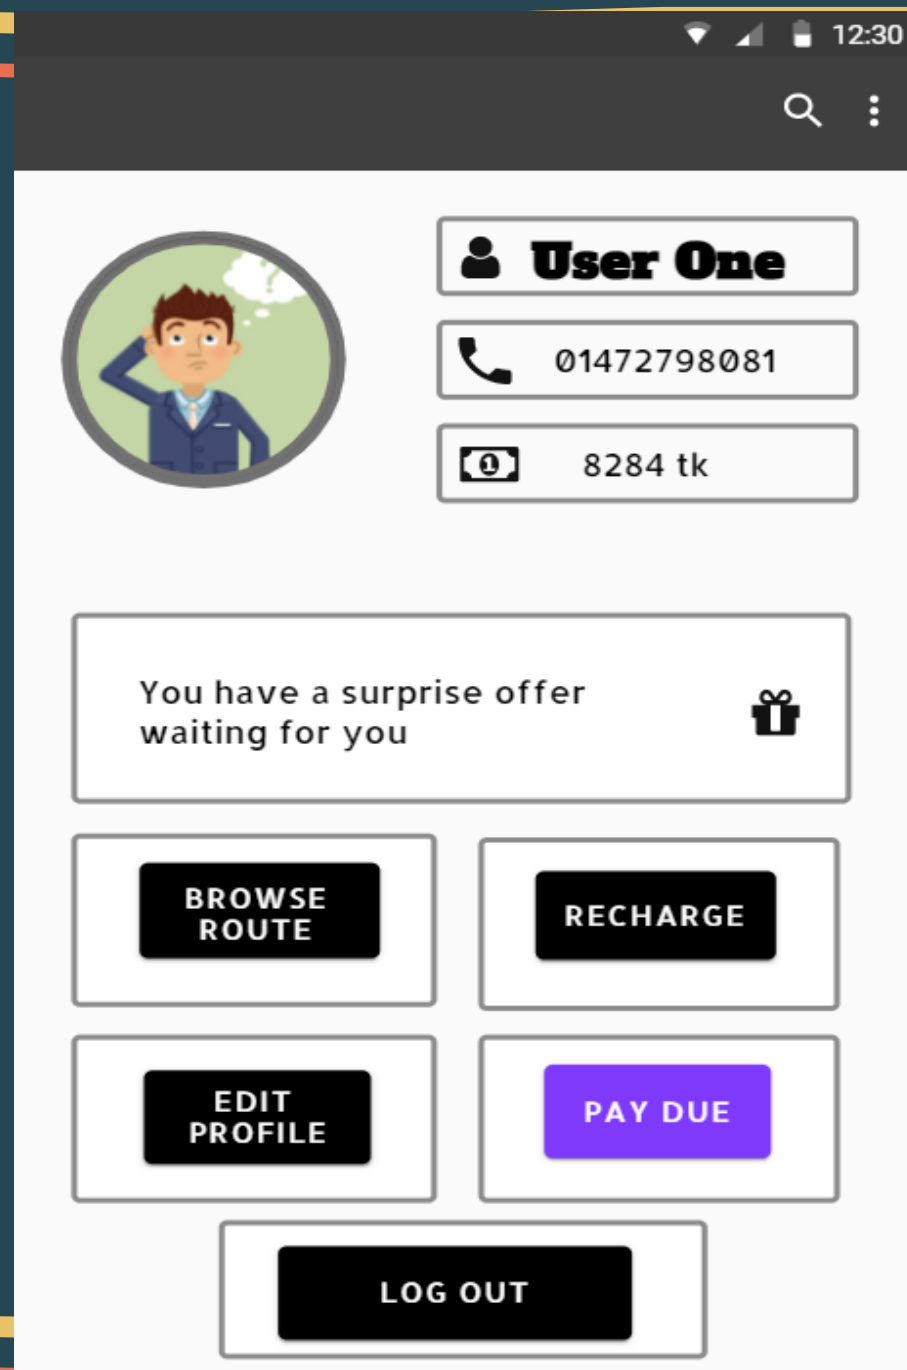 12:30
User One
01472798081
8284 tk
You have a surprise offer
waiting for you
BROWSE
ROUTE
RECHARGE
EDIT
PROFILE
PAY DUE
LOG OUT